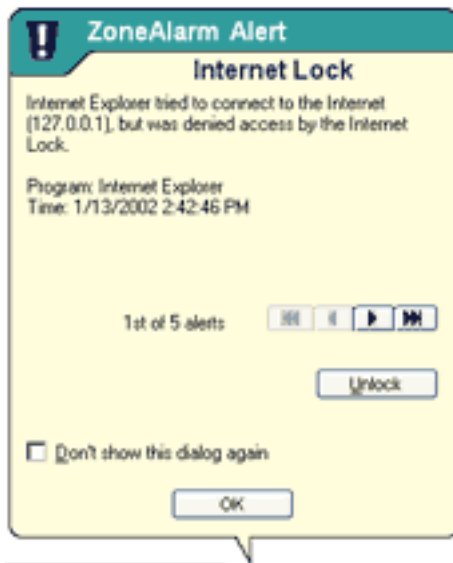 ZoneAlarm Alert
Internet Lock
Internet Explorer tried to connect to the Internet
(127.0.0.1), but was denied access by the Internet
Lock.
Program: Internet Explorer
Time: 1/13/2002 2:42:46 PM
1st of 5 alerts
Unlock
Don't show this dialog again
OK